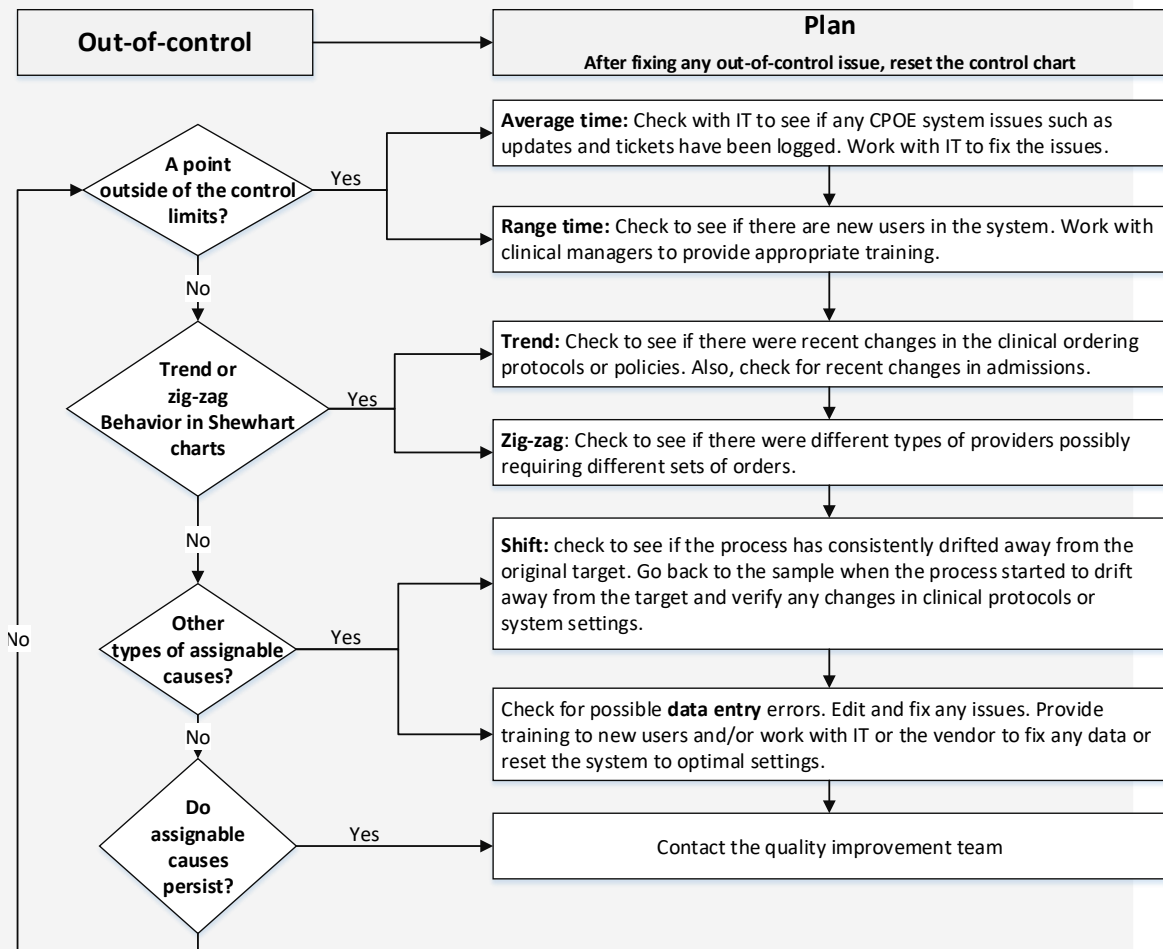 Out-of-control
Plan
After fixing any out-of-control issue, reset the control chart
A point
outside of the control
limits?
Yes
Average time: Check with IT to see if any CPOE system issues such as
updates and tickets have been logged. Work with IT to fix the issues.
Range time: Check to see if there are new users in the system. Work with
clinical managers to provide appropriate training.
No
Trend or
zig-zag
Behavior in Shewhart
charts
Yes
Trend: Check to see if there were recent changes in the clinical ordering
protocols or policies. Also, check for recent changes in admissions.
Zig-zag: Check to see if there were different types of providers possibly
requiring different sets of orders.
No
Other
types of assignable
causes?
Yes
Shift: check to see if the process has consistently drifted away from the
original target. Go back to the sample when the process started to drift
away from the target and verify any changes in clinical protocols or
system settings.
Check for possible data entry errors. Edit and fix any issues. Provide
training to new users and/or work with IT or the vendor to fix any data or
reset the system to optimal settings.
No
Do
assignable
causes
persist?
Yes
Contact the quality improvement team
No